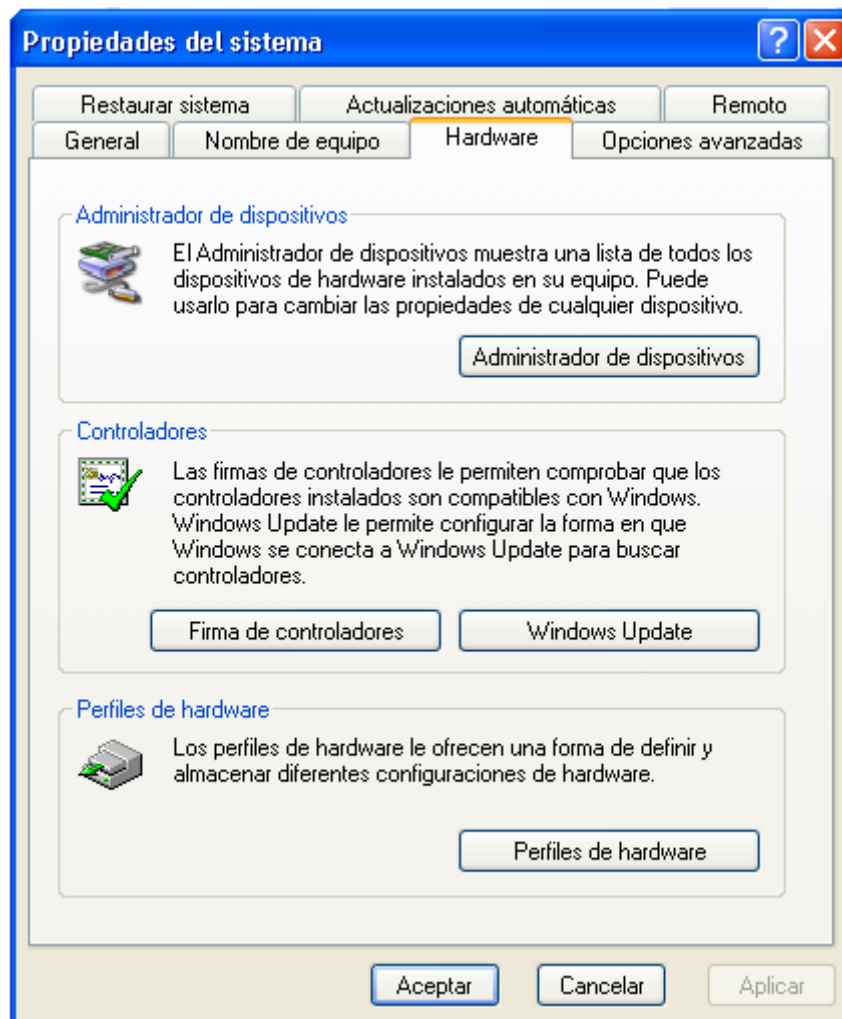 Propiedades del sistema
Restaurar sistema
Actualizaciones automáticas
Remoto
General
Nombre de equipo
Hardware
Opciones avanzadas
Administrador de dispositivos
El Administrador de dispositivos muestra una lista de todos los
dispositivos de hardware instalados en su equipo. Puede
usarlo para cambiar las propiedades de cualquier dispositivo.
Administrador de dispositivos
Controladores
Las firmas de controladores le permiten comprobar que los
controladores instalados son compatibles con Windows.
Windows Update le permite configurar la forma en que
Windows se conecta a Windows Update para buscar
controladores.
Firma de controladores
Windows Update
Perfiles de hardware
Los perfiles de hardware le ofrecen una forma de definir y
almacenar diferentes configuraciones de hardware.
Perfiles de hardware
Aceptar
Cancelar
Aplicar